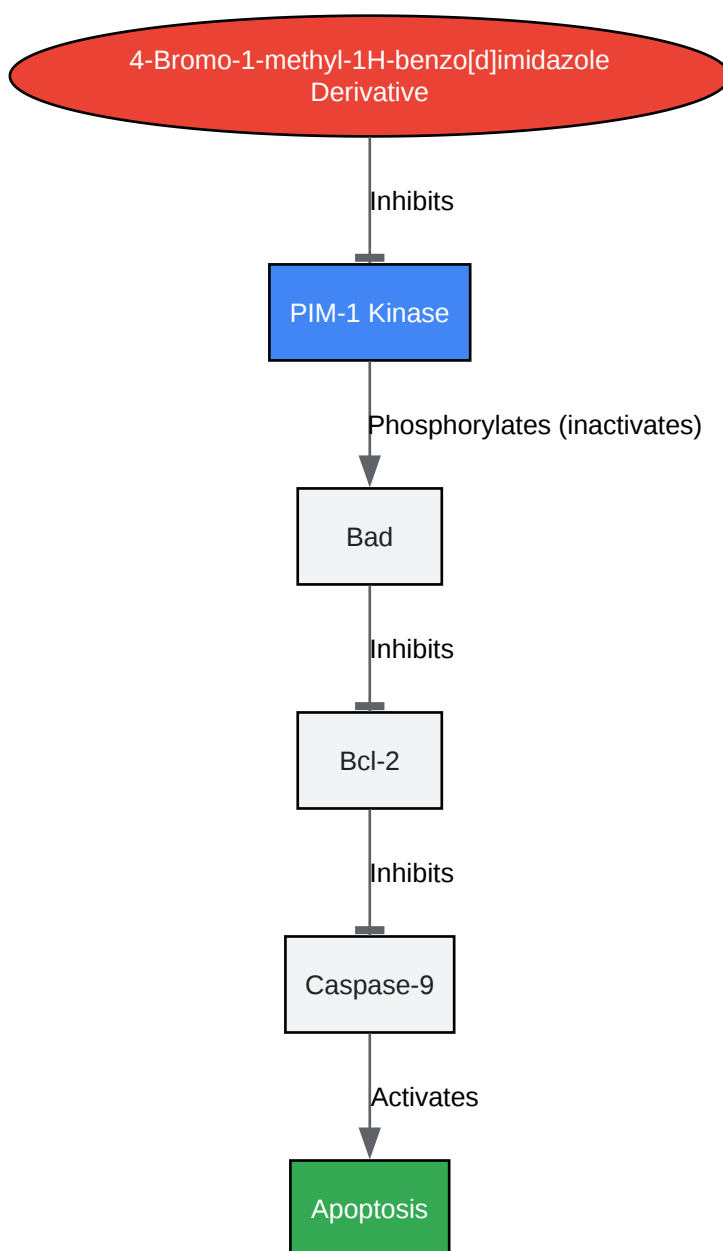 4-Bromo-1-methyl-1H-benzo[d]imidazole
Derivative
Inhibits
PIM-1 Kinase
Phosphorylates (inactivates)
Bad
Inhibits
Bcl-2
Inhibits
Caspase-9
Activates
Apoptosis